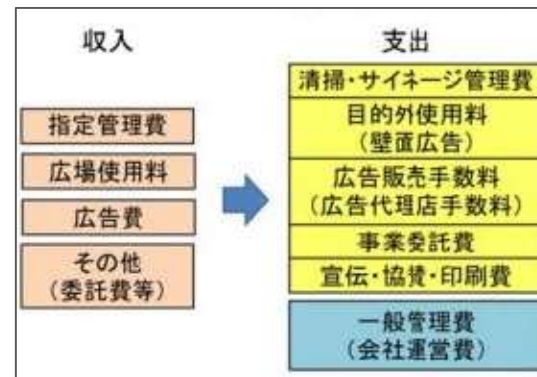 収入
指定管理費
広場使用料
広告費
その他
(委託費等)
支出
清掃・サイネージ管理費
目的外使用料
(壁面広告)
広告販売手数料
(広告代理店手数料)
事業委託費
宣伝・協賛・印刷費
一般管理費
(会社運営費)